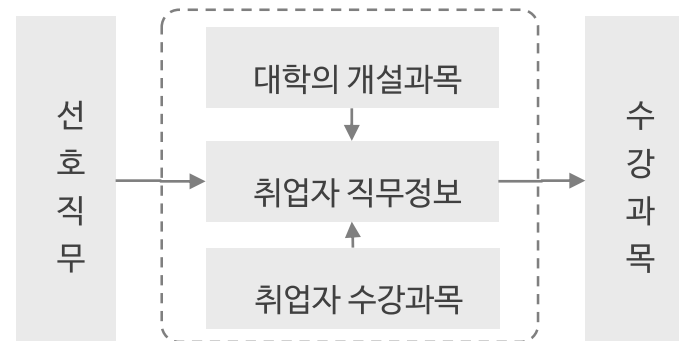 선호직무
대학의 개설과목
취업자 직무정보
취업자 수강과목
수강과목